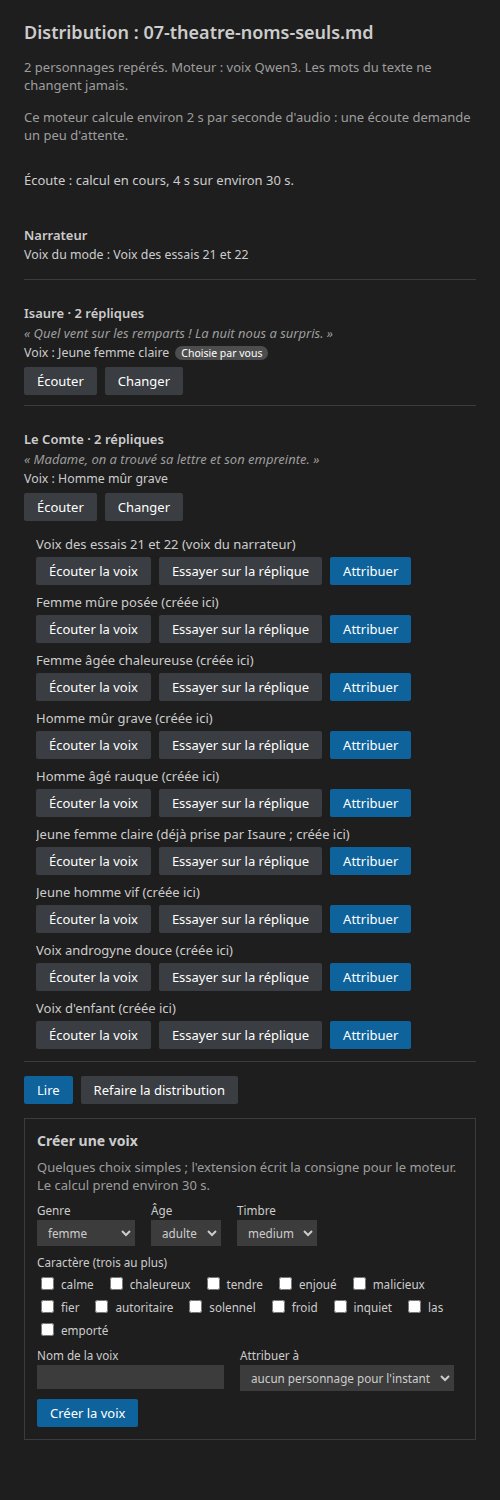 Distribution : 07-theatre-noms-seuls.md
2 personnages repérés. Moteur : voix Qwen3. Les mots du texte ne
changent jamais.
Ce moteur calcule environ 2 s par seconde d'audio : une écoute demande
un peu d'attente.
Écoute : calcul en cours, 4 s sur environ 30 s.
Narrateur
Voix du mode : Voix des essais 21 et 22
Isaure · 2 répliques
« Quel vent sur les remparts ! La nuit nous a surpris. »
Voix : Jeune femme claire Choisie par vous
Écouter Changer
Le Comte · 2 répliques
« Madame, on a trouvé sa lettre et son empreinte. »
Voix : Homme mûr grave
Écouter Changer
Voix des essais 21 et 22 (voix du narrateur)
Écouter la voix Essayer sur la réplique Attribuer
Femme mûre posée (créée ici)
Écouter la voix Essayer sur la réplique Attribuer
Femme âgée chaleureuse (créée ici)
Écouter la voix Essayer sur la réplique Attribuer
Homme mûr grave (créée ici)
Écouter la voix Essayer sur la réplique Attribuer
Homme âgé rauque (créée ici)
Écouter la voix Essayer sur la réplique Attribuer
Jeune femme claire (déjà prise par Isaure ; créée ici)
Écouter la voix Essayer sur la réplique Attribuer
Jeune homme vif (créée ici)
Écouter la voix Essayer sur la réplique Attribuer
Voix androgyne douce (créée ici)
Écouter la voix Essayer sur la réplique Attribuer
Voix d'enfant (créée ici)
Écouter la voix Essayer sur la réplique Attribuer
Lire Refaire la distribution
Créer une voix
Quelques choix simples ; l'extension écrit la consigne pour le moteur.
Le calcul prend environ 30 s.
Genre Âge Timbre
femme adulte medium
Caractère (trois au plus)
calme chaleureux tendre enjoué malicieux
fier autoritaire solennel froid inquiet las
emporté
Nom de la voix Attribuer à
aucun personnage pour l'instant
Créer la voix